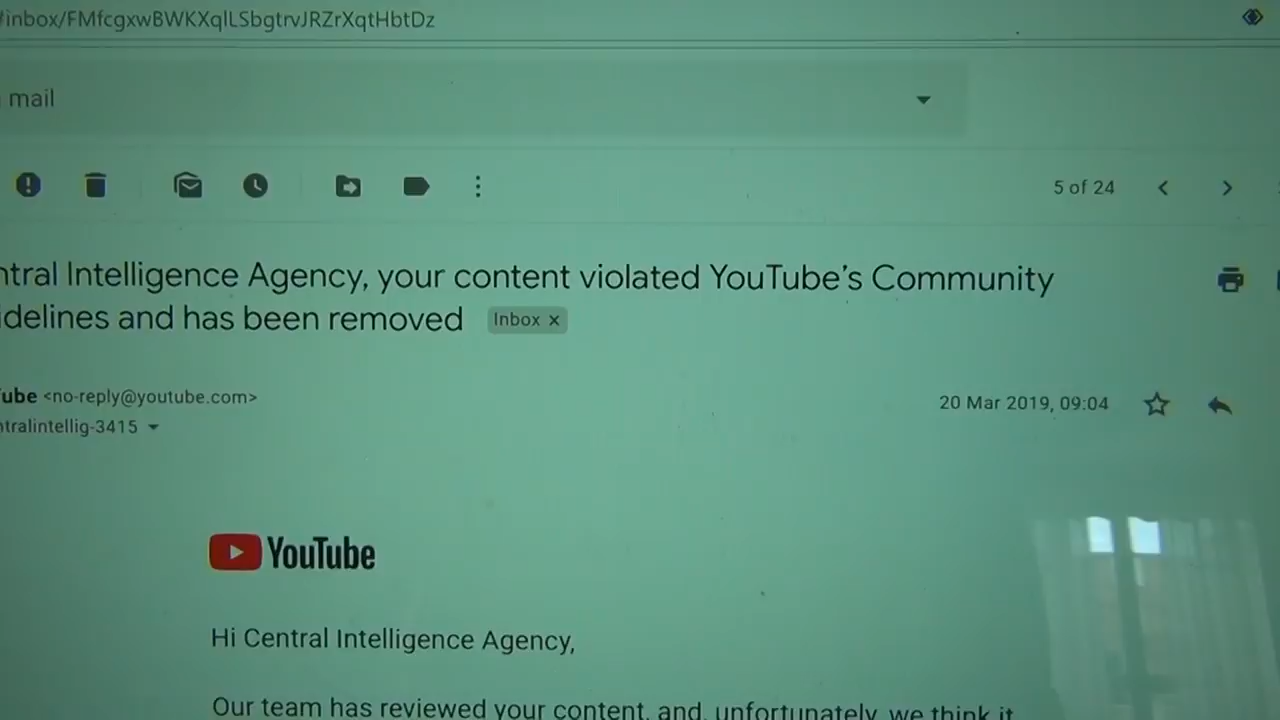 /inbox/FMfcgxwBWKXqlLSbgtrvJRZrXqtHbtDz
mail
5 of 24
ntral Intelligence Agency, your content violated YouTube's Community
idelines and has been removed Inbox ×
ube <no-reply@youtube.com>
20 Mar 2019, 09:04
ntralintellig-3415
YouTube
Hi Central Intelligence Agency,
Our team has reviewed your content, and, unfortunately, we think it